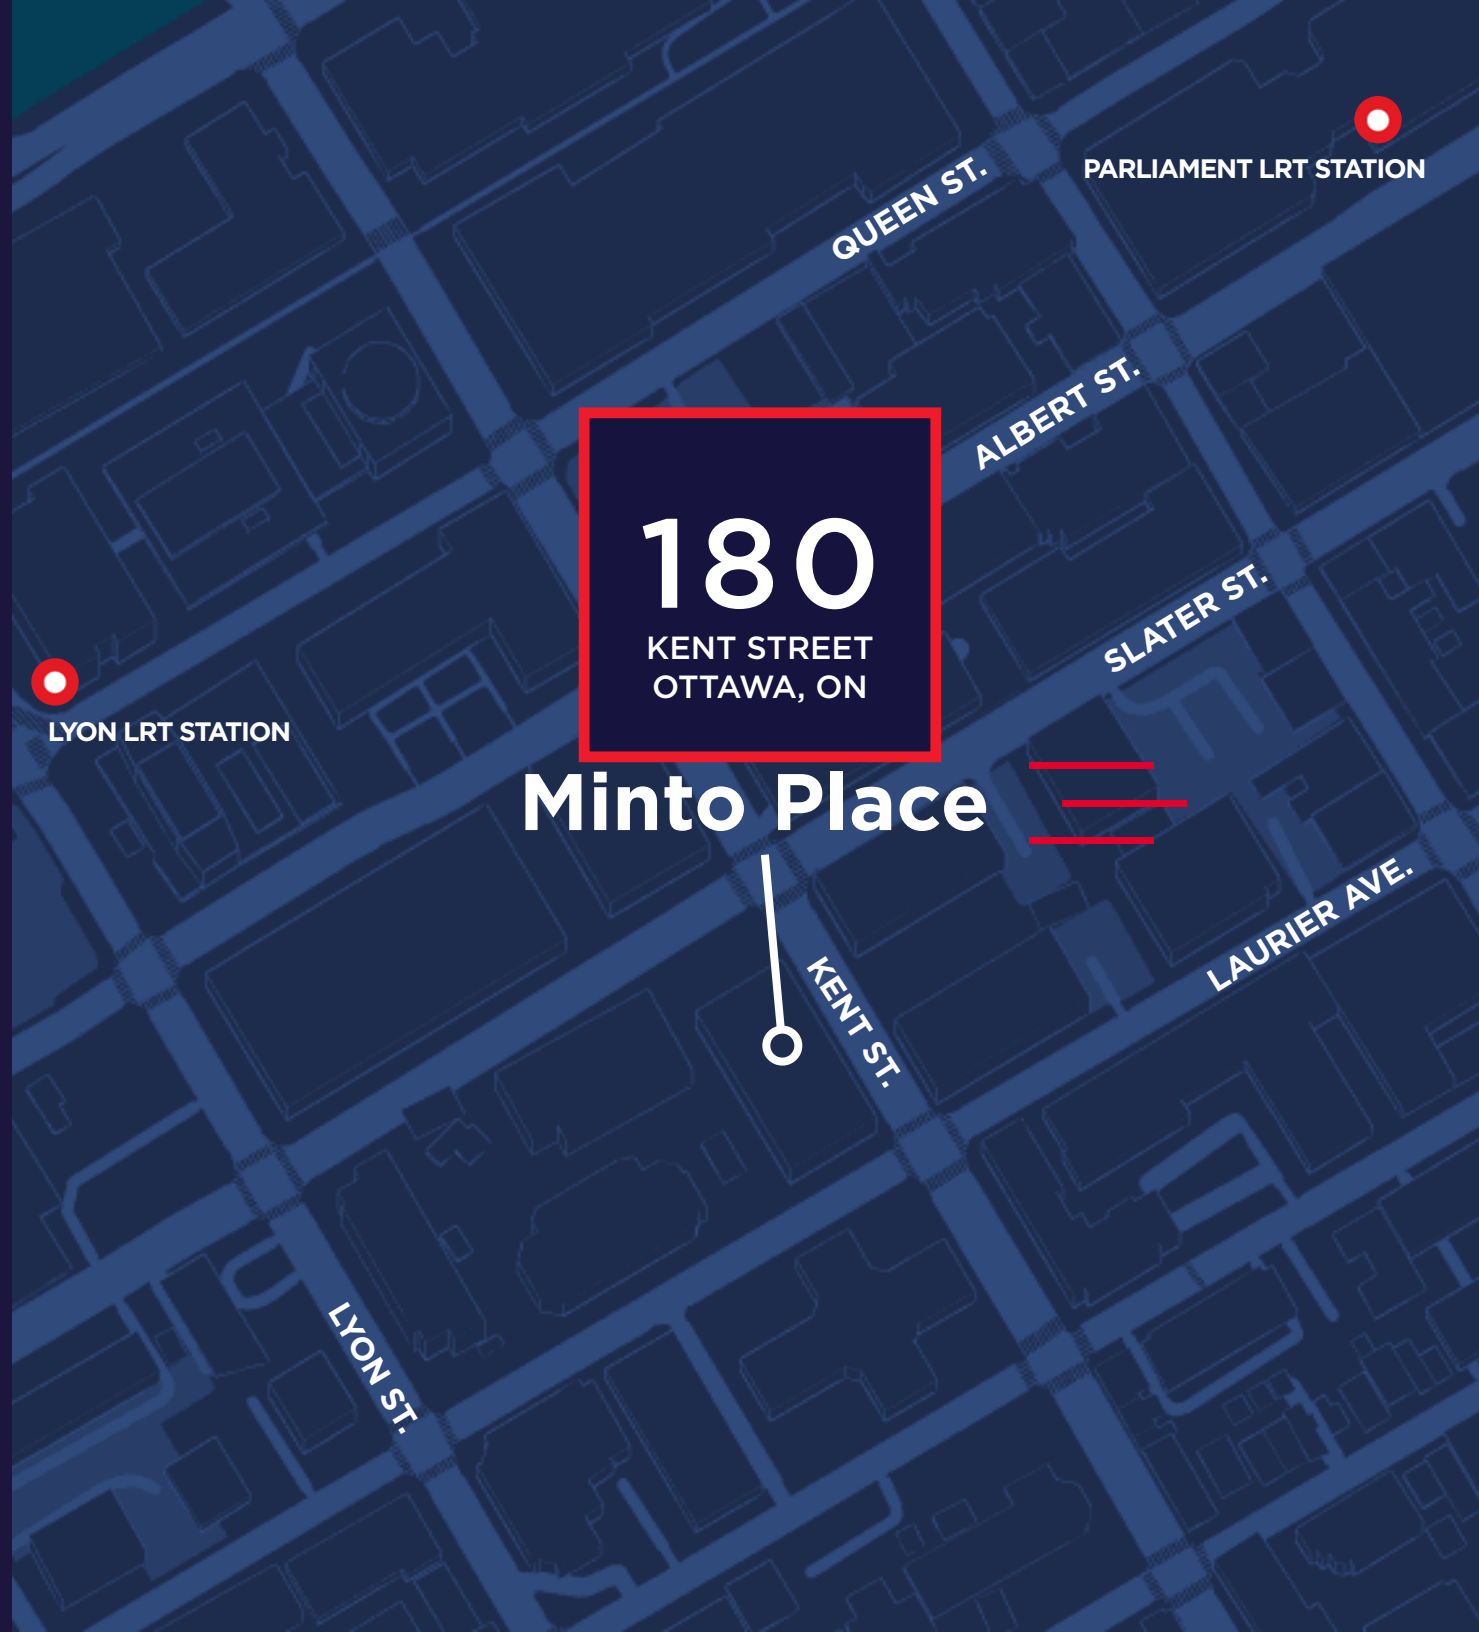 PARLIAMENT LRT STATION
QUEEN ST.
ALBERT ST.
180
KENT STREET
OTTAWA, ON
SLATER ST.
LYON LRT STATION
Minto Place
LAURIER AVE.
KENT ST.
LYON ST.